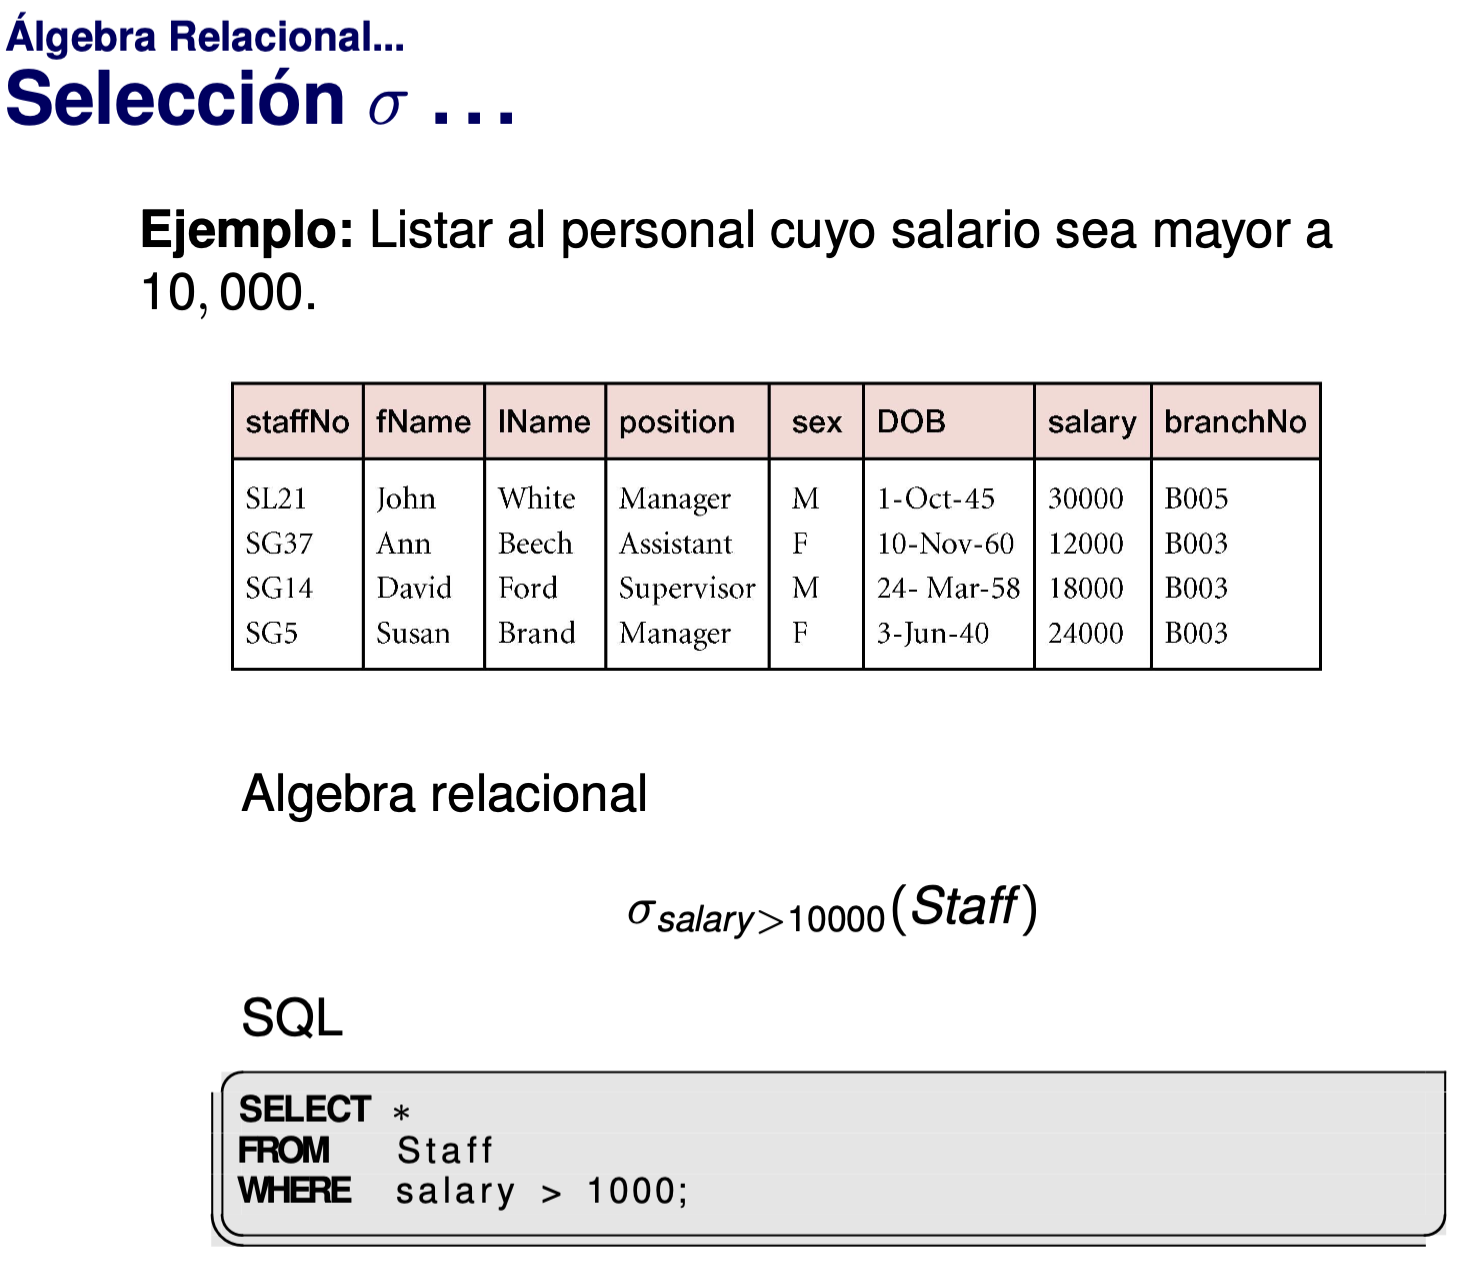 Álgebra Relacional...
Selección σ ...
Ejemplo: Listar al personal cuyo salario sea mayor a
10, 000.
staffNo fName lName position sex DOB salary branchNo
SL21 John White Manager M 1-Oct-45 30000 B005
SG37 Ann Beech Assistant F 10-Nov-60 12000 B003
SG14 David Ford Supervisor M 24- Mar-58 18000 B003
SG5 Susan Brand Manager F 3-Jun-40 24000 B003
Algebra relacional
σsalary>10000(Staff)
SQL
SELECT *
FROM Staff
WHERE salary > 1000;